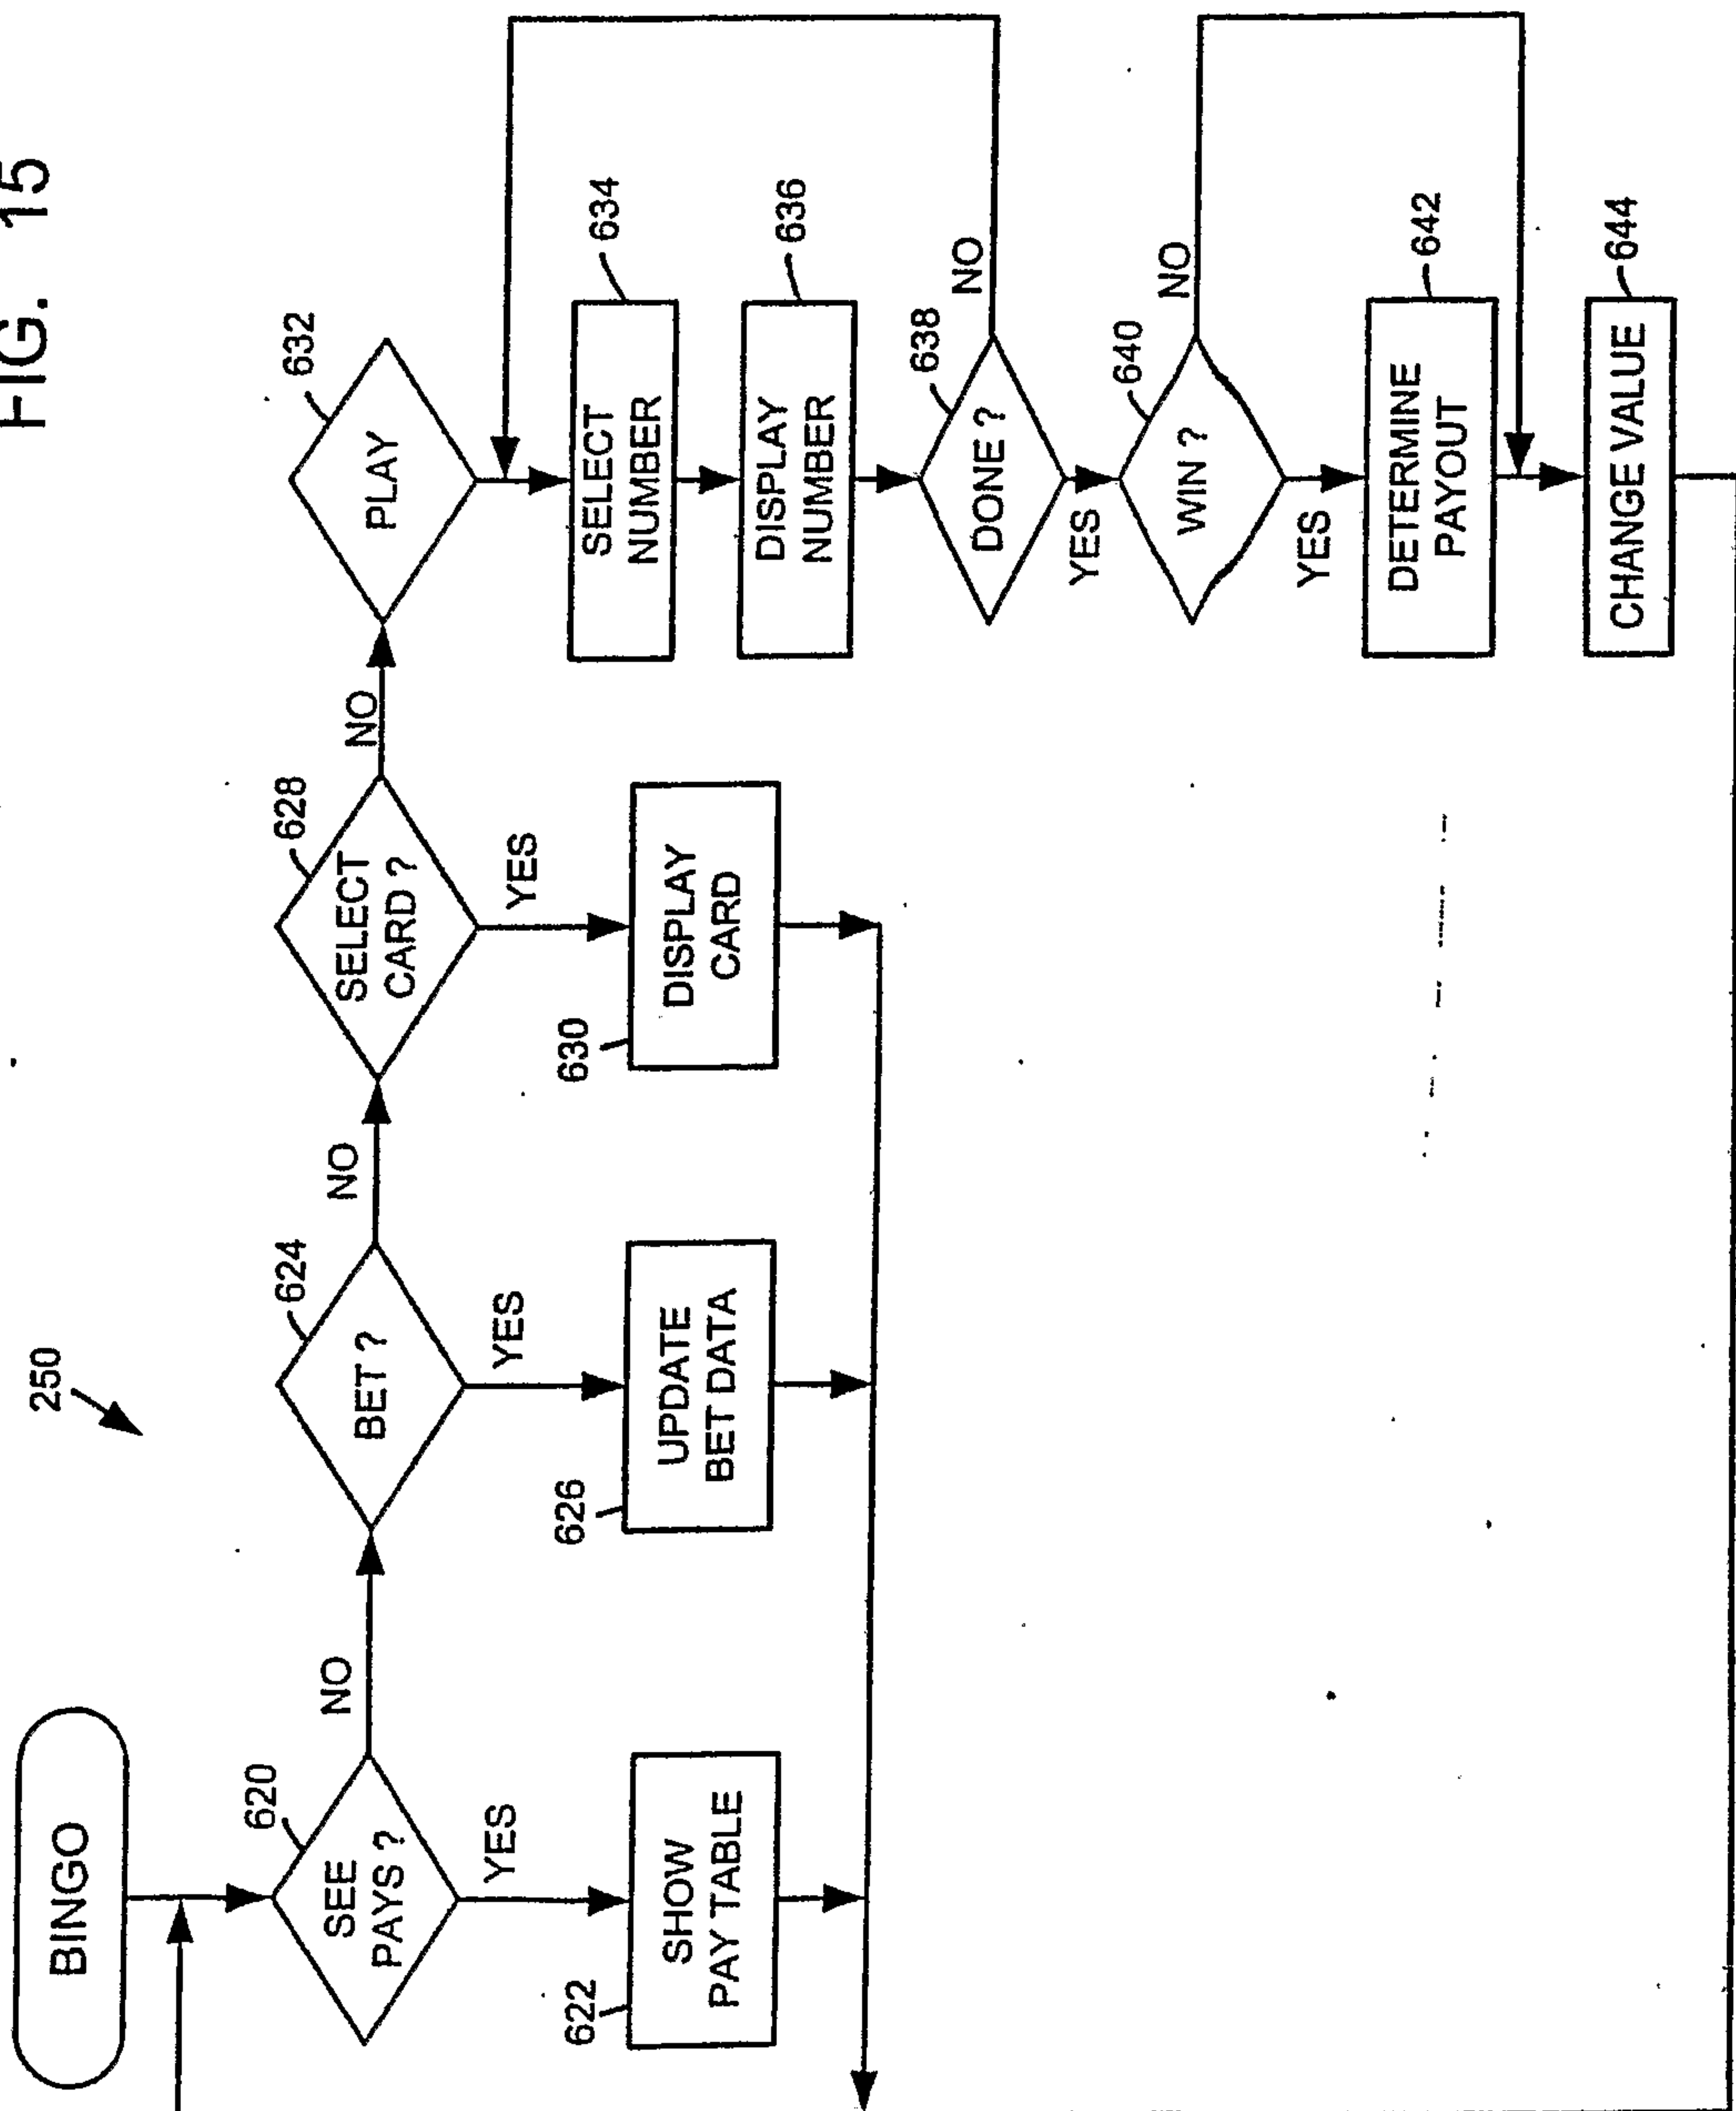 FIG. 15
250
BINGO
620
SEE
PAYS ?
NO
YES
622
SHOW
PAY TABLE
624
BET ?
NO
YES
626
UPDATE
BET DATA
628
SELECT
CARD ?
NO
YES
630
DISPLAY
CARD
632
PLAY
634
SELECT
NUMBER
636
DISPLAY
NUMBER
638
DONE ?
NO
YES
640
WIN ?
NO
YES
642
DETERMINE
PAYOUT
644
CHANGE VALUE